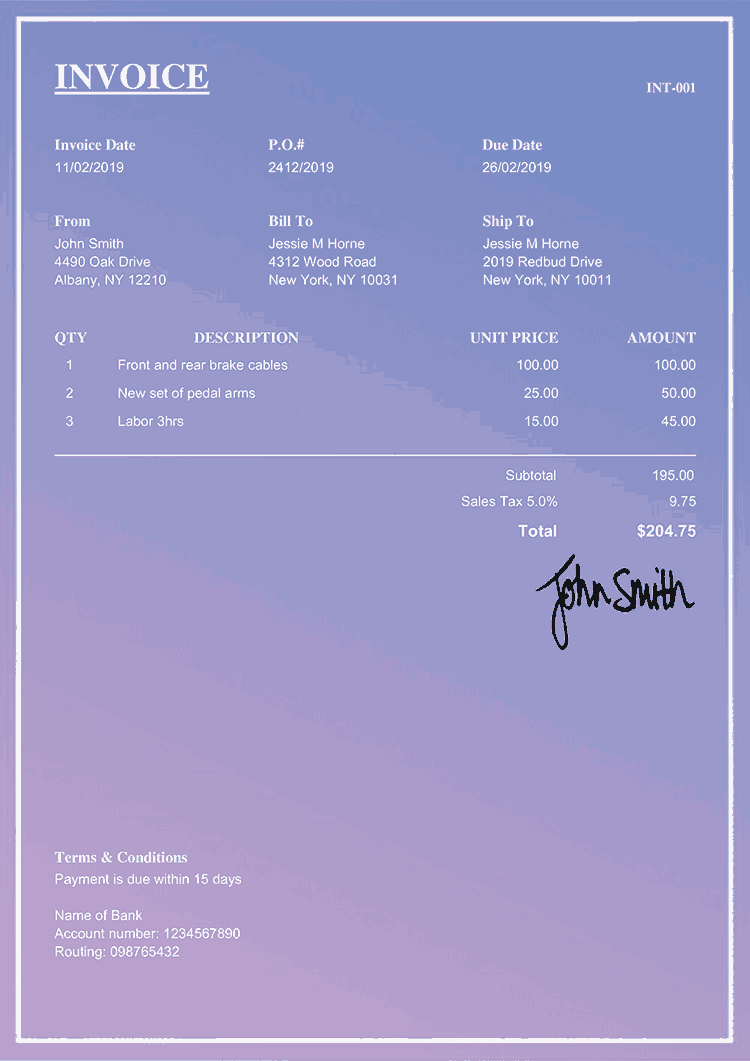 INVOICE
INT-001
Invoice Date P.O.# Due Date
11/02/2019 2412/2019 26/02/2019
From Bill To Ship To
John Smith Jessie M Horne Jessie M Horne
4490 Oak Drive 4312 Wood Road 2019 Redbud Drive
Albany, NY 12210 New York, NY 10031 New York, NY 10011
QTY DESCRIPTION UNIT PRICE AMOUNT
1 Front and rear brake cables 100.00 100.00
2 New set of pedal arms 25.00 50.00
3 Labor 3hrs 15.00 45.00
Subtotal 195.00
Sales Tax 5.0% 9.75
Total $204.75
John Smith
Terms & Conditions
Payment is due within 15 days
Name of Bank
Account number: 1234567890
Routing: 098765432